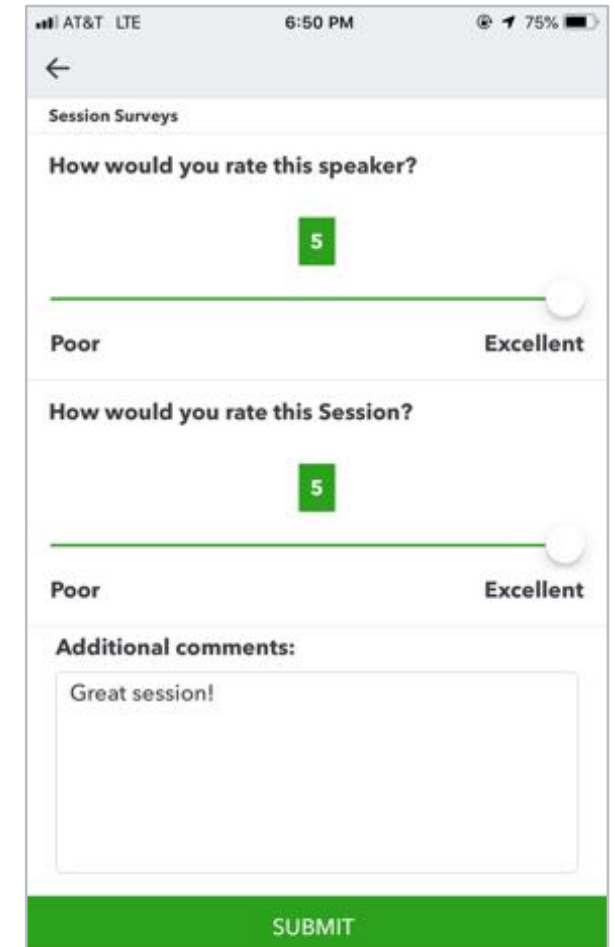 AT&T LTE 6:50 PM 75%
Session Surveys
How would you rate this speaker?
5
Poor Excellent
How would you rate this Session?
5
Poor Excellent
Additional comments:
Great session!
SUBMIT